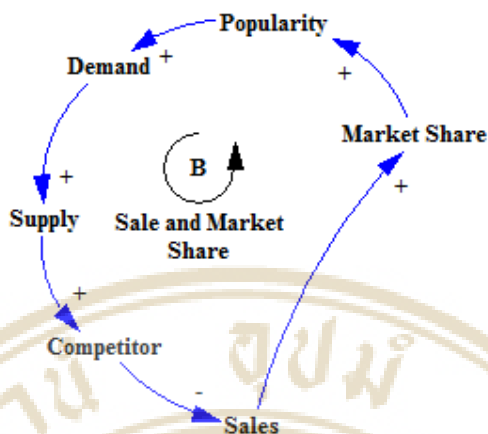 Popularity
+
Demand
+
Market Share
+
B
+
Supply
Sale and Market
Share
+
Competitor
-
Sales